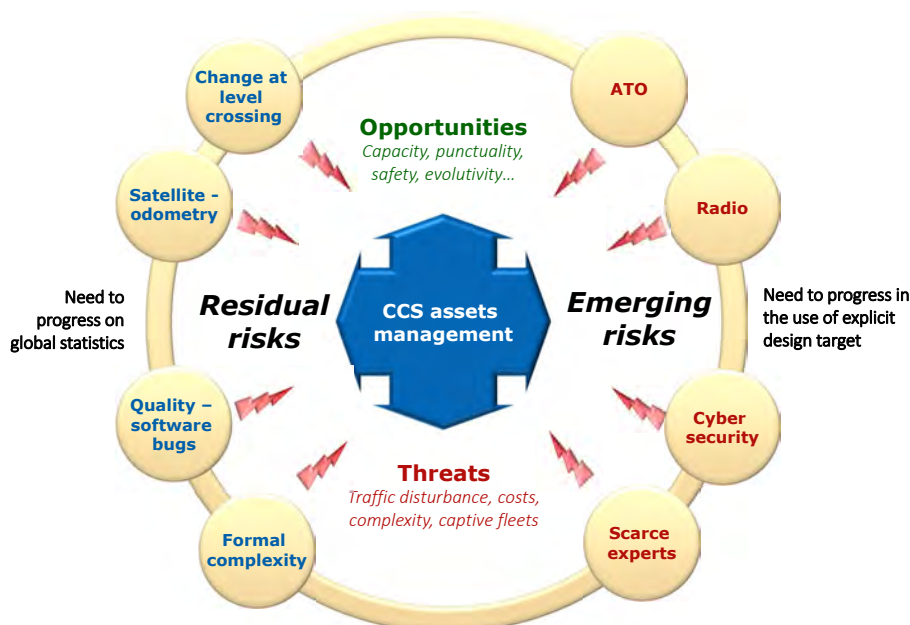 Change at
level
crossing
ATO
Opportunities
Capacity, punctuality,
safety, evolutivity...
Satellite -
odometry
Radio
Need to
progress on
global statistics
Residual
risks
CCS assets
management
Emerging
risks
Need to progress in
the use of explicit
design target
Quality –
software
bugs
Cyber
security
Threats
Traffic disturbance, costs,
complexity, captive fleets
Formal
complexity
Scarce
experts